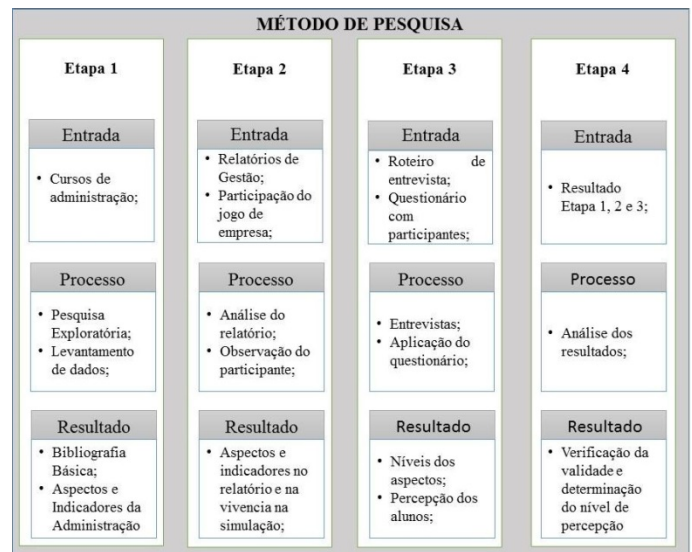 MÉTODO DE PESQUISA
Etapa 1
Entrada
• Cursos de
administração;
Processo
• Pesquisa
Exploratória;
• Levantamento
de dados;
Resultado
• Bibliografia
Básica;
• Aspectos e
Indicadores da
Administração
Etapa 2
Entrada
• Relatórios de
Gestão;
• Participação do
jogo de
empresa;
Processo
• Análise do
relatório;
• Observação do
participante;
Resultado
• Aspectos e
indicadores no
relatório e na
vivencia na
simulação;
Etapa 3
Entrada
• Roteiro de
entrevista;
• Questionário
com
participantes;
Processo
• Entrevistas;
• Aplicação do
questionário;
Resultado
• Níveis dos
aspectos;
• Percepção dos
alunos;
Etapa 4
Entrada
• Resultado
Etapa 1, 2 e 3;
Processo
• Análise dos
resultados;
Resultado
• Verificação da
validade e
determinação
do nível de
percepção